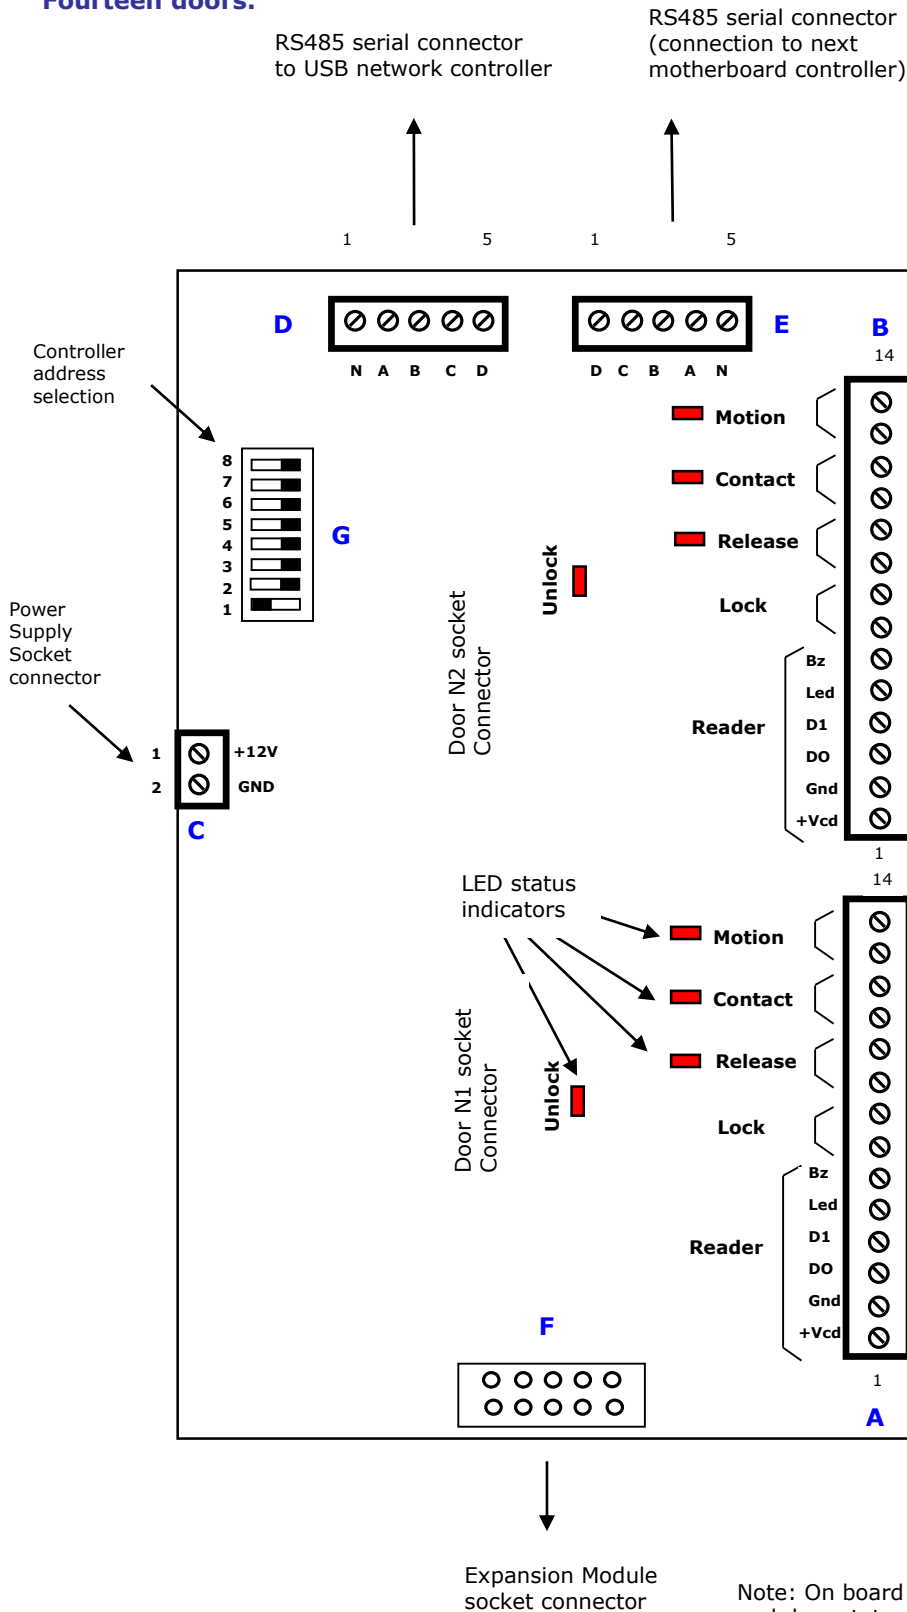 Fourteen doors.
RS485 serial connector
to USB network controller
RS485 serial connector
(connection to next
motherboard controller)
1 5 1 5
D
E
B
14
N A B C D
D C B A N
Controller
address
selection
8
7
6
5
4
3
2
1
G
Motion
Contact
Release
Lock
Unlock
Door N2 socket
Connector
Reader
Bz
Led
D1
DO
Gnd
+Vcd
1
Power
Supply
Socket
connector
1 +12V
2 GND
C
14
LED status
indicators
Motion
Contact
Release
Lock
Unlock
Door N1 socket
Connector
Reader
Bz
Led
D1
DO
Gnd
+Vcd
1
A
F
Expansion Module
socket connector
Note: On board